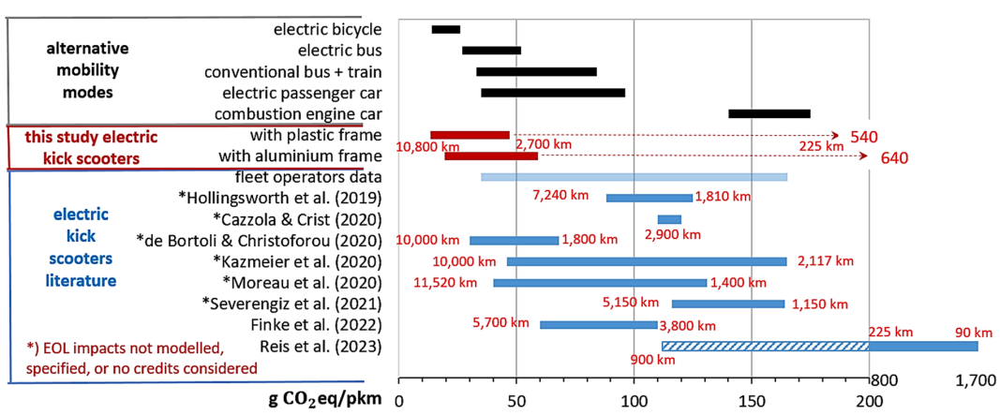 alternative
mobility
modes
electric bicycle
electric bus
conventional bus + train
electric passenger car
combustion engine car
this study electric
kick scooters
with plastic frame
10,800 km
2,700 km
225 km
540
with aluminium frame
640
electric
kick
scooters
literature
fleet operators data
*Hollingsworth et al. (2019)
7,240 km
1,810 km
*Cazzola & Crist (2020)
2,900 km
*de Bortoli & Christoforou (2020)
10,000 km
1,800 km
*Kazmeier et al. (2020)
10,000 km
2,117 km
*Moreau et al. (2020)
11,520 km
1,400 km
*Severengiz et al. (2021)
5,150 km
1,150 km
Finke et al. (2022)
5,700 km
3,800 km
Reis et al. (2023)
900 km
225 km
90 km
*) EOL impacts not modelled,
specified, or no credits considered
g CO₂eq/pkm
0
50
100
150
200
800
1,700